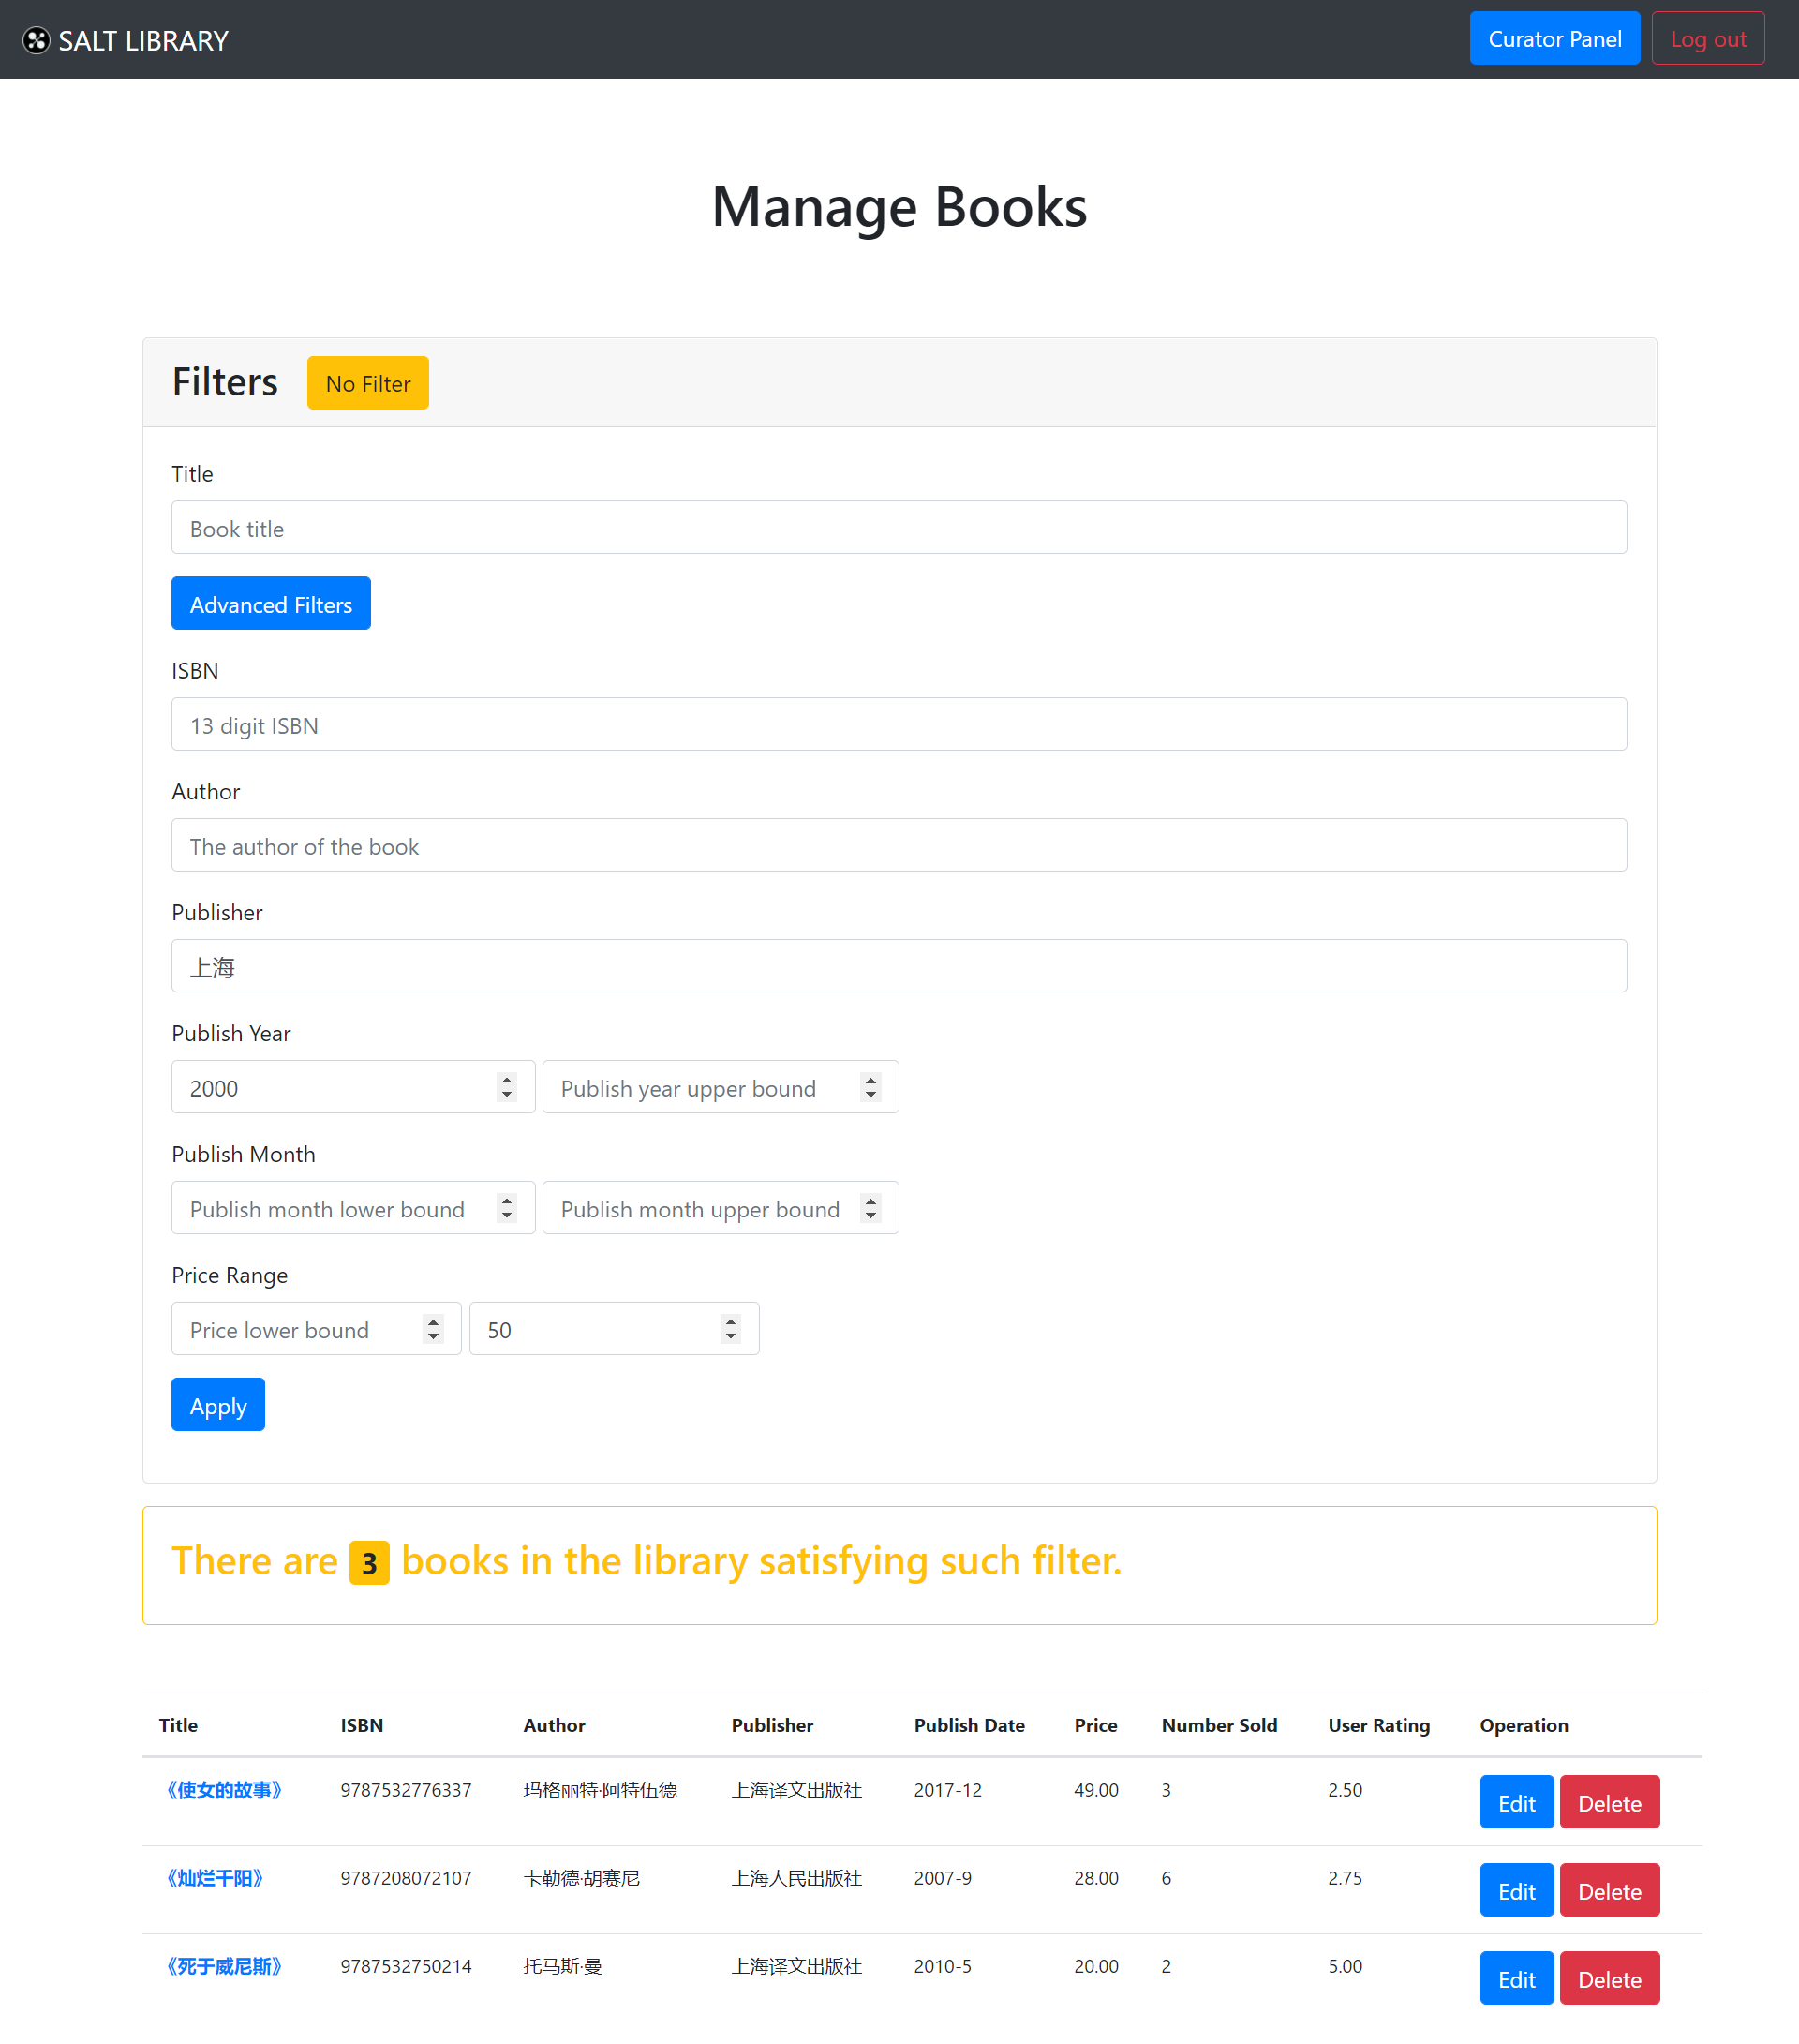 SALT LIBRARY Curator Panel Log out
Manage Books
Filters No Filter
Title
Book title
Advanced Filters
ISBN
13 digit ISBN
Author
The author of the book
Publisher
上海
Publish Year
2000 Publish year upper bound
Publish Month
Publish month lower bound Publish month upper bound
Price Range
Price lower bound 50
Apply
There are 3 books in the library satisfying such filter.
Title ISBN Author Publisher Publish Date Price Number Sold User Rating Operation
《使女的故事》 9787532776337 玛格丽特·阿特伍德 上海译文出版社 2017-12 49.00 3 2.50 Edit Delete
《灿烂千阳》 9787208072107 卡勒德·胡赛尼 上海人民出版社 2007-9 28.00 6 2.75 Edit Delete
《死于威尼斯》 9787532750214 托马斯·曼 上海译文出版社 2010-5 20.00 2 5.00 Edit Delete